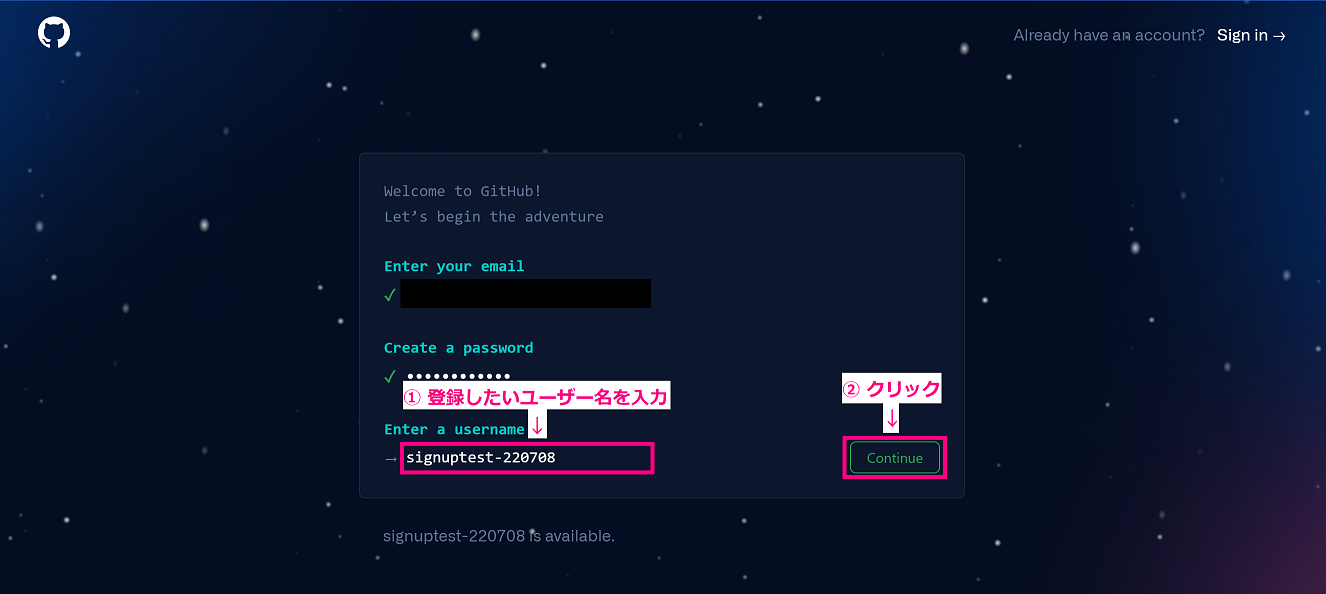 Already have an account? Sign in →
Welcome to GitHub!
Let’s begin the adventure
Enter your email
✓
Create a password
✓ ••••••••••••
① 登録したいユーザー名を入力
② クリック
↓
Enter a username ↓
→ signuptest-220708
Continue
signuptest-220708 is available.